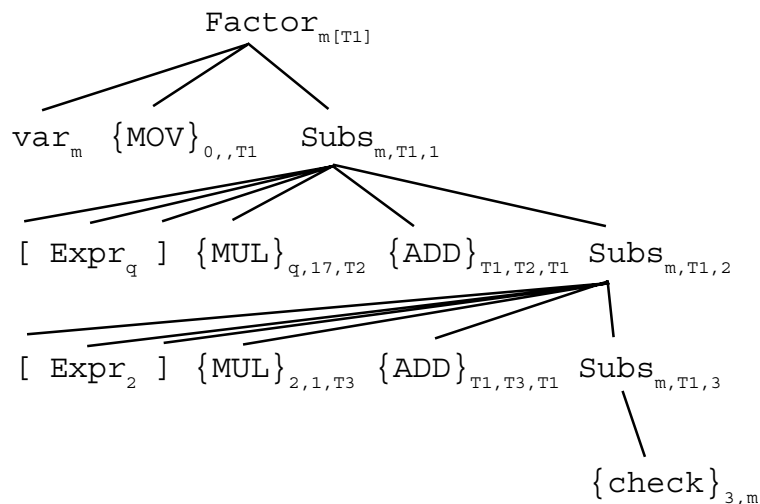 Factor m[T1]
var m {MOV} 0,,T1 Subs m,T1,1
[ Expr q ] {MUL} q,17,T2 {ADD} T1,T2,T1 Subs m,T1,2
[ Expr 2 ] {MUL} 2,1,T3 {ADD} T1,T3,T1 Subs m,T1,3
{check} 3,m